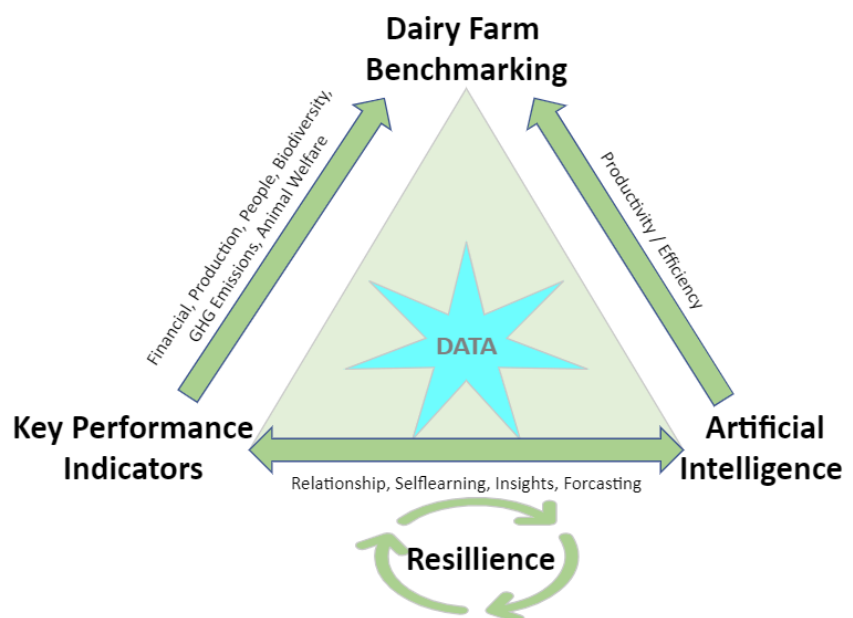 Dairy Farm
Benchmarking
Financial, Production, People, Biodiversity,
GHG Emissions, Animal Welfare
Productivity / Efficiency
DATA
Key Performance
Indicators
Artificial
Intelligence
Relationship, Selflearning, Insights, Forcasting
Resillience